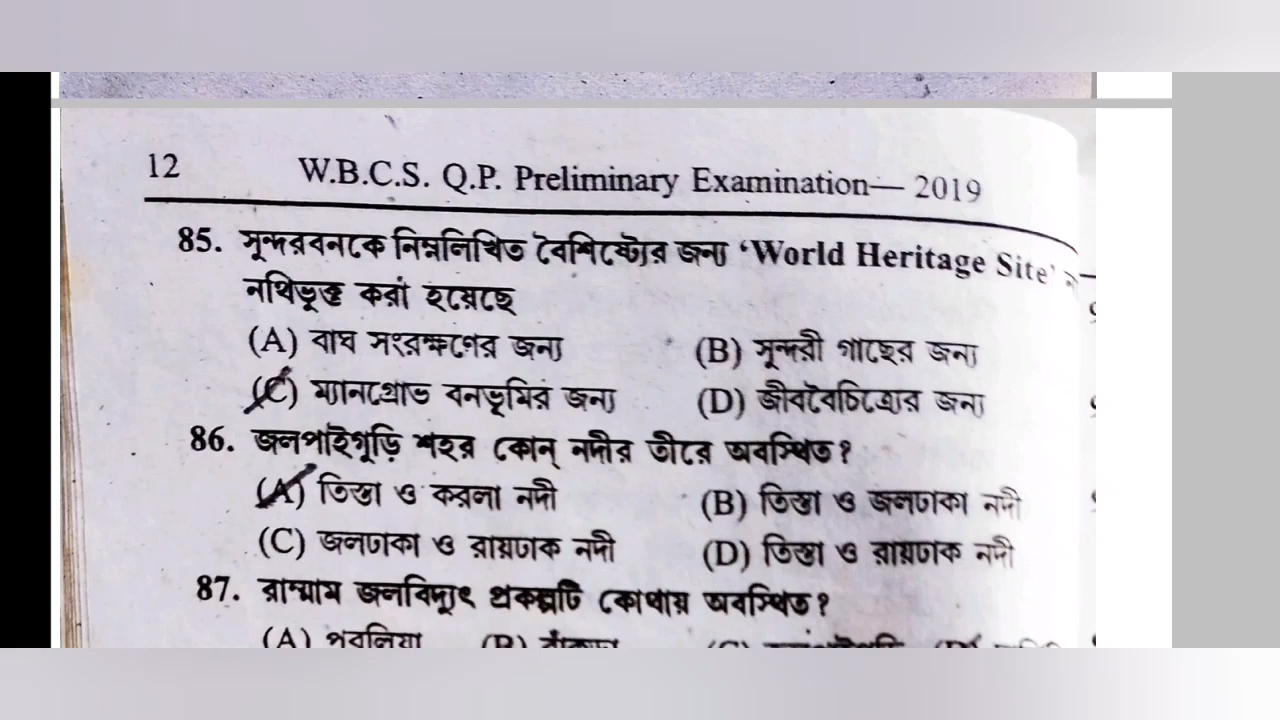 12 W.B.C.S. Q.P. Preliminary Examination— 2019
85. সুন্দরবনকে নিম্নলিখিত বৈশিষ্ট্যের জন্য ‘World Heritage Site’
নথিভুক্ত করা হয়েছে
(A) বাঘ সংরক্ষণের জন্য (B) সুন্দরী গাছের জন্য
(C) ম্যানগ্রোভ বনভূমির জন্য (D) জীববৈচিত্র্যের জন্য
86. জলপাইগুড়ি শহর কোন্ নদীর তীরে অবস্থিত?
(A) তিস্তা ও করলা নদী (B) তিস্তা ও জলঢাকা নদী
(C) জলঢাকা ও রায়ঢাক নদী (D) তিস্তা ও রায়ঢাক নদী
87. রাম্মাম জলবিদ্যুৎ প্রকল্পটি কোথায় অবস্থিত?
(A) (B)